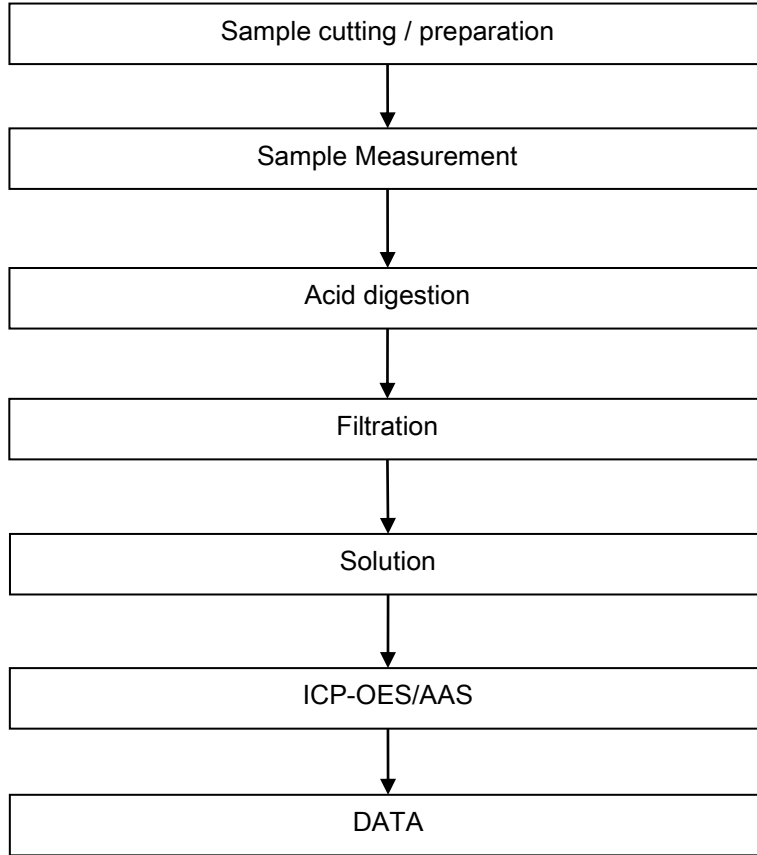 Sample cutting / preparation
Sample Measurement
Acid digestion
Filtration
Solution
ICP-OES/AAS
DATA